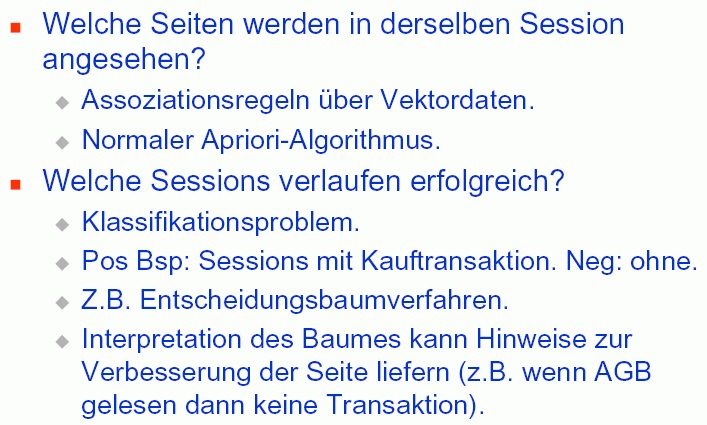 Welche Seiten werden in derselben Session
angesehen?
Assoziationsregeln über Vektordaten.
Normaler Apriori-Algorithmus.
Welche Sessions verlaufen erfolgreich?
Klassifikationsproblem.
Pos Bsp: Sessions mit Kauftransaktion. Neg: ohne.
Z.B. Entscheidungsbaumverfahren.
Interpretation des Baumes kann Hinweise zur
Verbesserung der Seite liefern (z.B. wenn AGB
gelesen dann keine Transaktion).